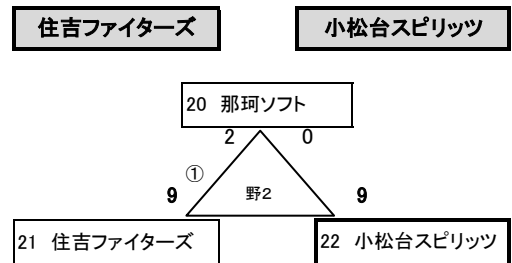 住吉ファイターズ 小松台スピリッツ
20 那珂ソフト
2 0
①
9 野2 9
21 住吉ファイターズ 22 小松台スピリッツ